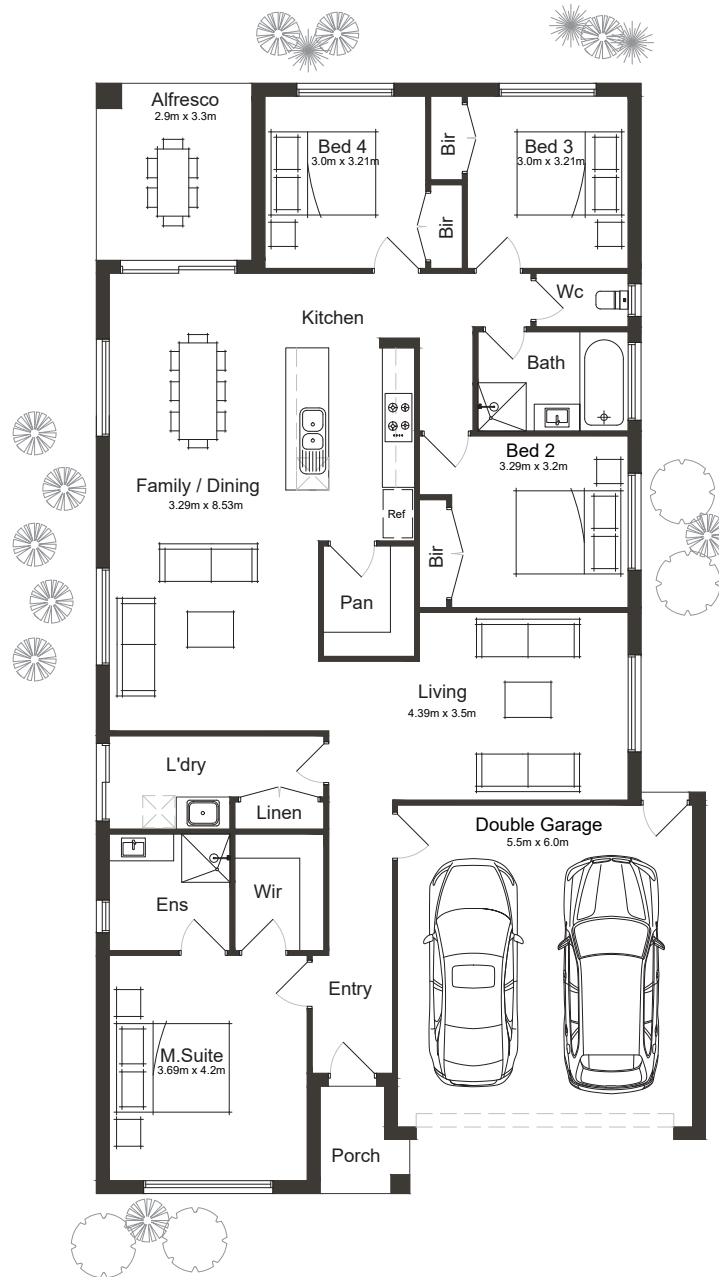 Alfresco
2.9m x 3.3m
Bed 4
3.0m x 3.21m
Bir
Bed 3
3.0m x 3.21m
Bir
Wc
Kitchen
Bath
Bed 2
3.29m x 3.2m
Family / Dining
3.29m x 8.53m
Ref
Bir
Pan
Living
4.39m x 3.5m
L'dry
Linen
Double Garage
5.5m x 6.0m
Ens
Wir
Entry
M.Suite
3.69m x 4.2m
Porch